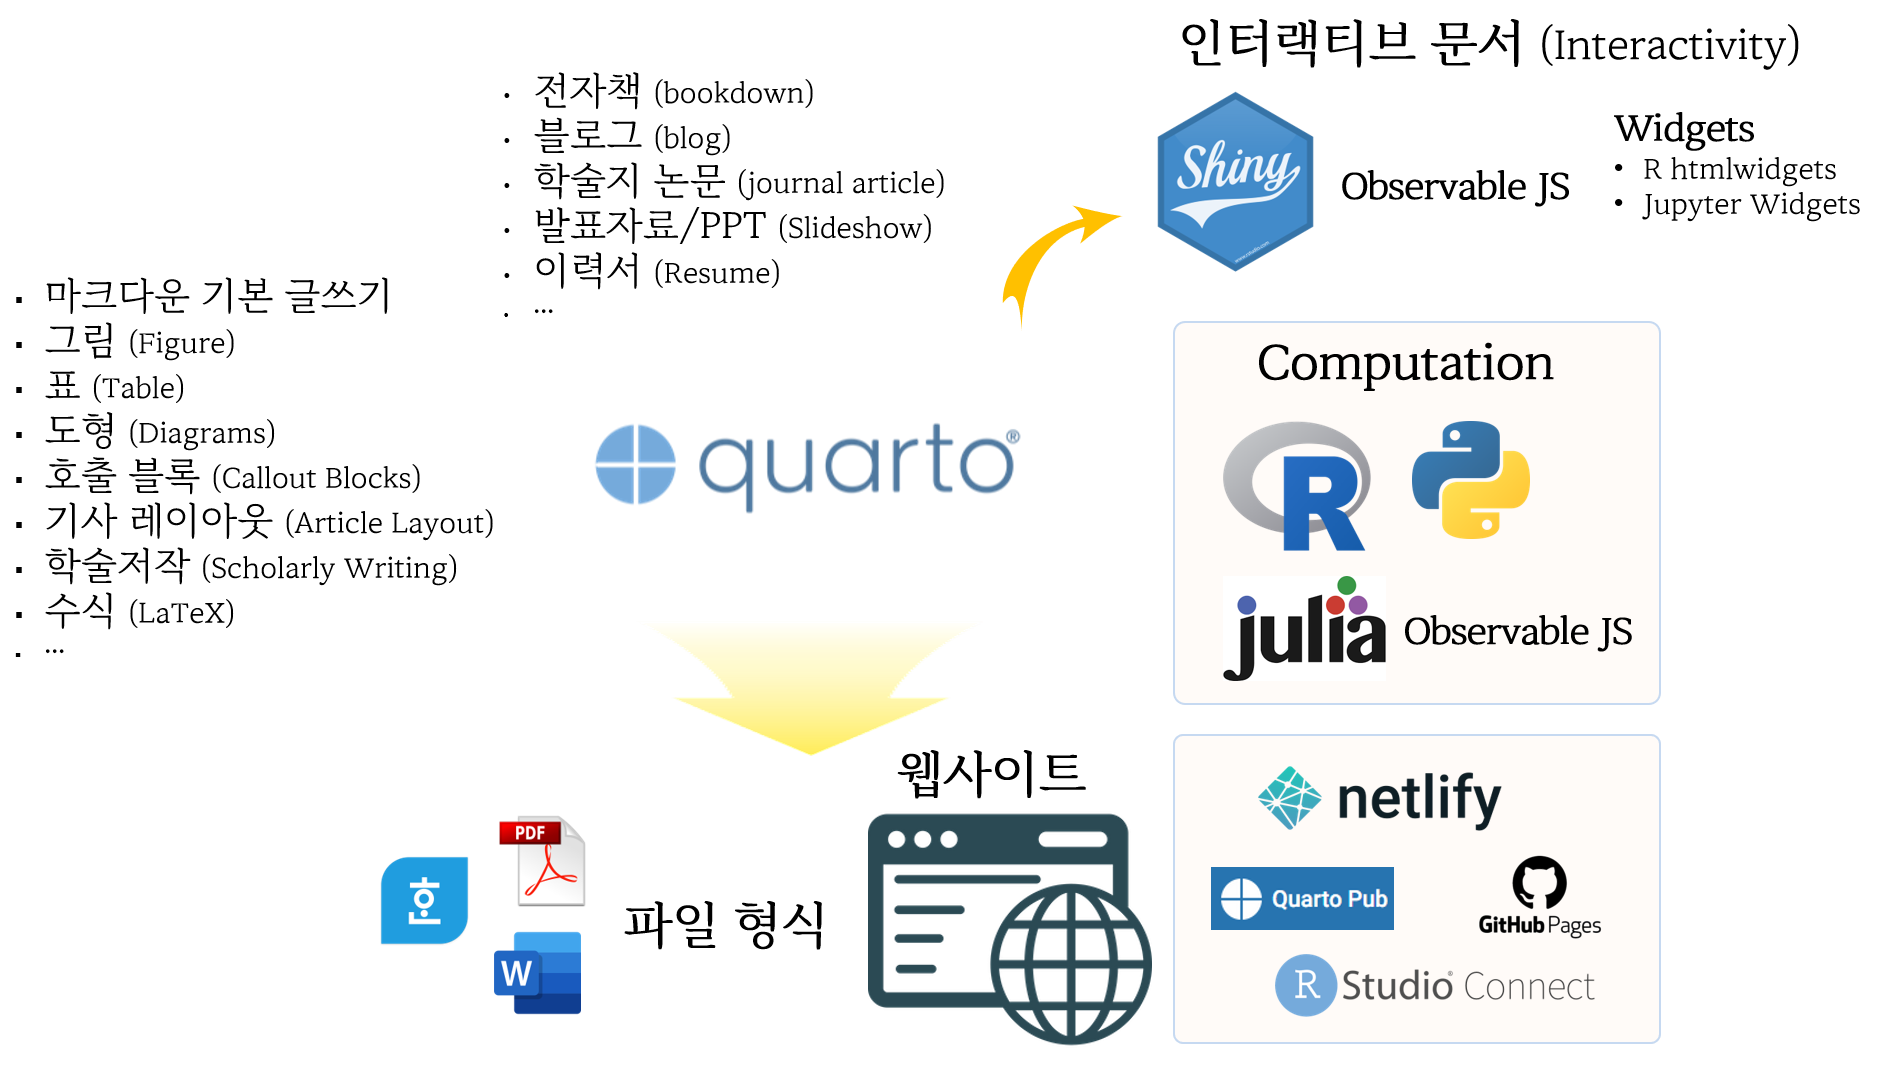 인터랙티브 문서 (Interactivity)
Shiny
www.rstudio.com
Observable JS
Widgets
• R htmlwidgets
• Jupyter Widgets
• 전자책 (bookdown)
• 블로그 (blog)
• 학술지 논문 (journal article)
• 발표자료/PPT (Slideshow)
• 이력서 (Resume)
• ...
▪ 마크다운 기본 글쓰기
▪ 그림 (Figure)
▪ 표 (Table)
▪ 도형 (Diagrams)
▪ 호출 블록 (Callout Blocks)
▪ 기사 레이아웃 (Article Layout)
▪ 학술저작 (Scholarly Writing)
▪ 수식 (LaTeX)
▪ ...
quarto®
Computation
R
julia
Observable JS
웹사이트
파일 형식
PDF
한
W
netlify
Quarto Pub
GitHub Pages
R Studio® Connect